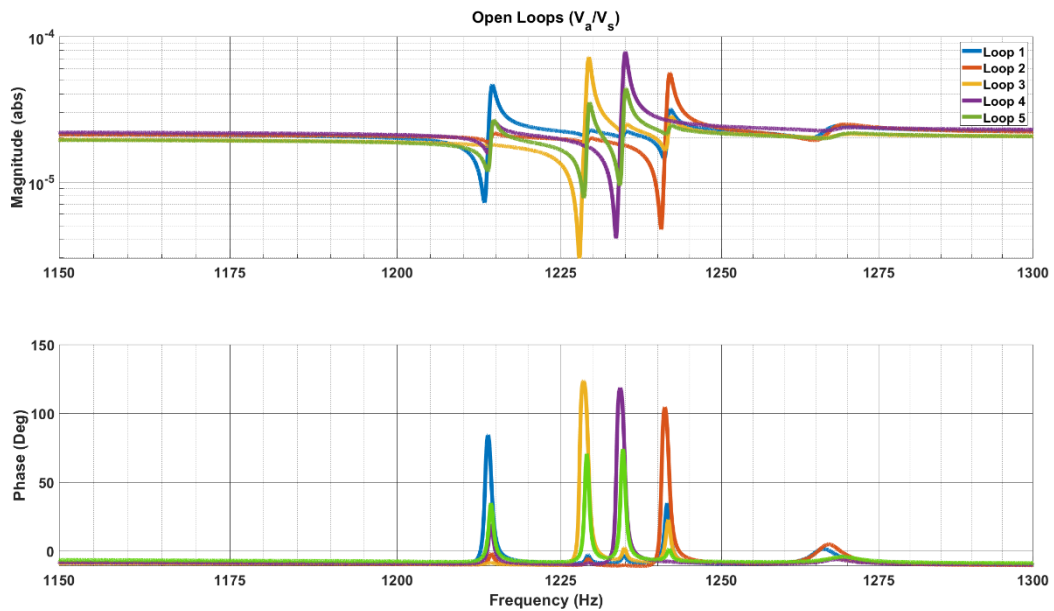 Open Loops (Va/Vs)
Magnitude (abs)
10-4
10-5
Loop 1
Loop 2
Loop 3
Loop 4
Loop 5
1150 1175 1200 1225 1250 1275 1300
Phase (Deg)
150
100
50
0
1150 1175 1200 1225 1250 1275 1300
Frequency (Hz)